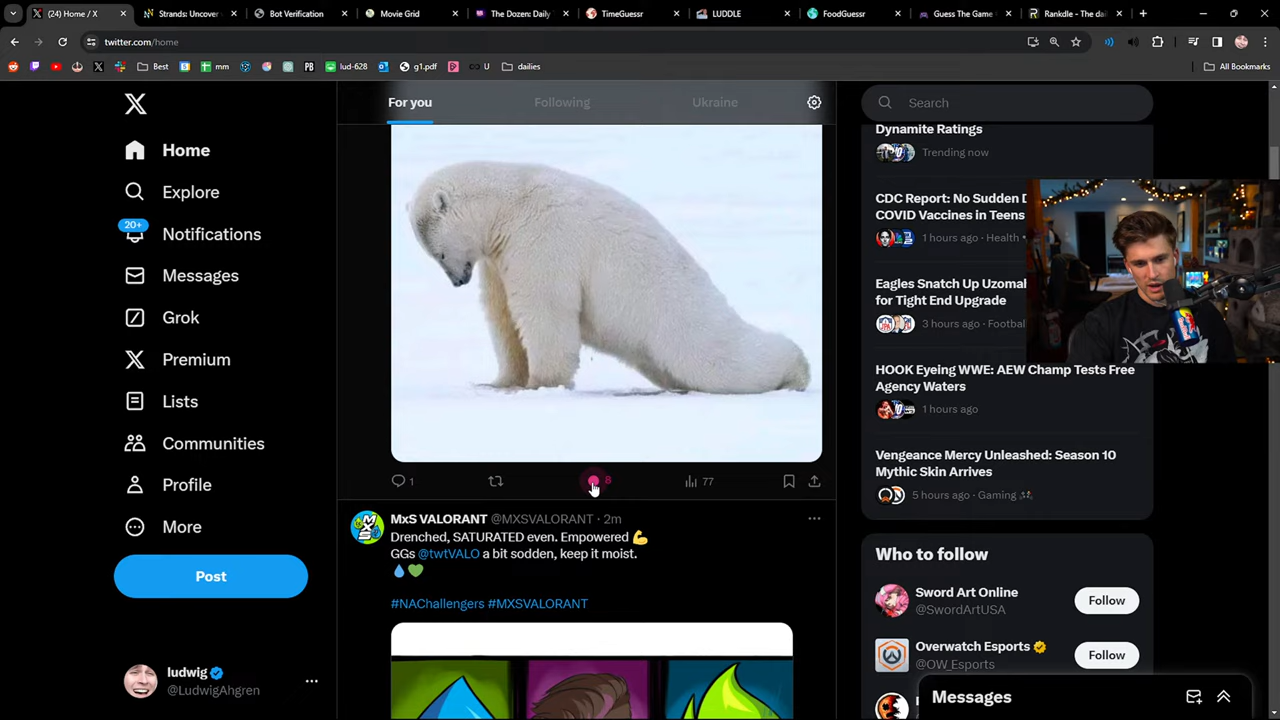 (24) Home / X
Strands: Uncover
Bot Verification
Movie Grid
The Dozen: Daily
TimeGuessr
LUDDLE
FoodGuessr
Guess The Game
Rankdle - The dai
twitter.com/home
Best
mm
PB
lud-628
g1.pdf
U
dailies
All Bookmarks
Home
Explore
20+
Notifications
Messages
Grok
Premium
Lists
Communities
Profile
More
Post
ludwig
@LudwigAhgren
For you
Following
Ukraine
1
8
77
MxS VALORANT @MXSVALORANT · 2m
Drenched, SATURATED even. Empowered 💪
GGs @twtVALO a bit sodden, keep it moist.
💧💚
#NAChallengers #MXSVALORANT
Search
Dynamite Ratings
Trending now
CDC Report: No Sudden D
COVID Vaccines in Teens
1 hours ago · Health ·
Eagles Snatch Up Uzomah
for Tight End Upgrade
3 hours ago · Football
HOOK Eyeing WWE: AEW Champ Tests Free
Agency Waters
1 hours ago
Vengeance Mercy Unleashed: Season 10
Mythic Skin Arrives
5 hours ago · Gaming
Who to follow
Sword Art Online
@SwordArtUSA
Follow
Overwatch Esports
@OW_Esports
Follow
Messages